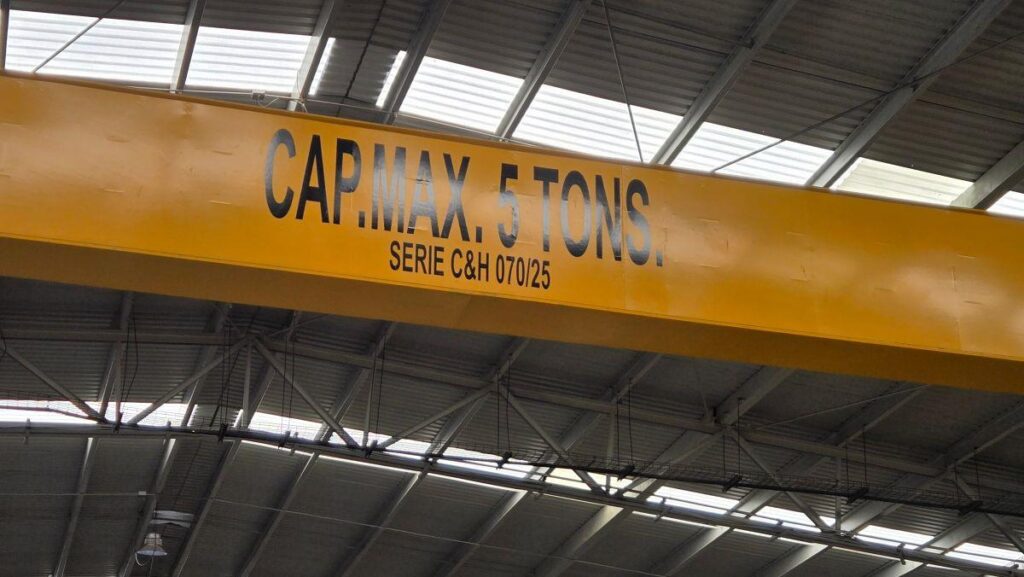 CAP.MAX. 5 TONS.
SERIE C&H 070/25